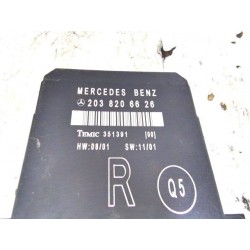 MERCEDES BENZ
203 820 66 26
TEMIC 351391 [00]
HW:08/01 SW:11/01
R
Q5